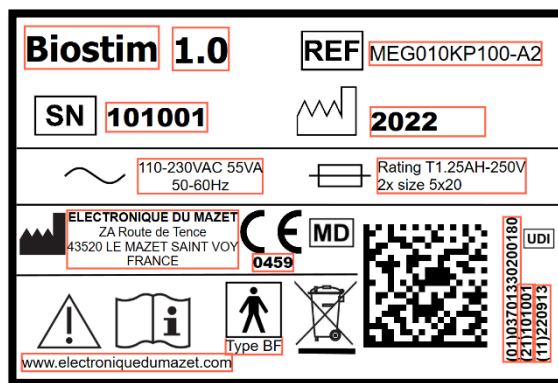 Biostim 1.0
REF MEG010KP100-A2
SN 101001
2022
110-230VAC 55VA
50-60Hz
Rating T1.25AH-250V
2x size 5x20
ELECTRONIQUE DU MAZET
ZA Route de Tence
43520 LE MAZET SAINT VOY
FRANCE
CE
0459
MD
UDI
(01)03701330200180
(21)101001
(11)220913
Type BF
www.electroniquedumazet.com